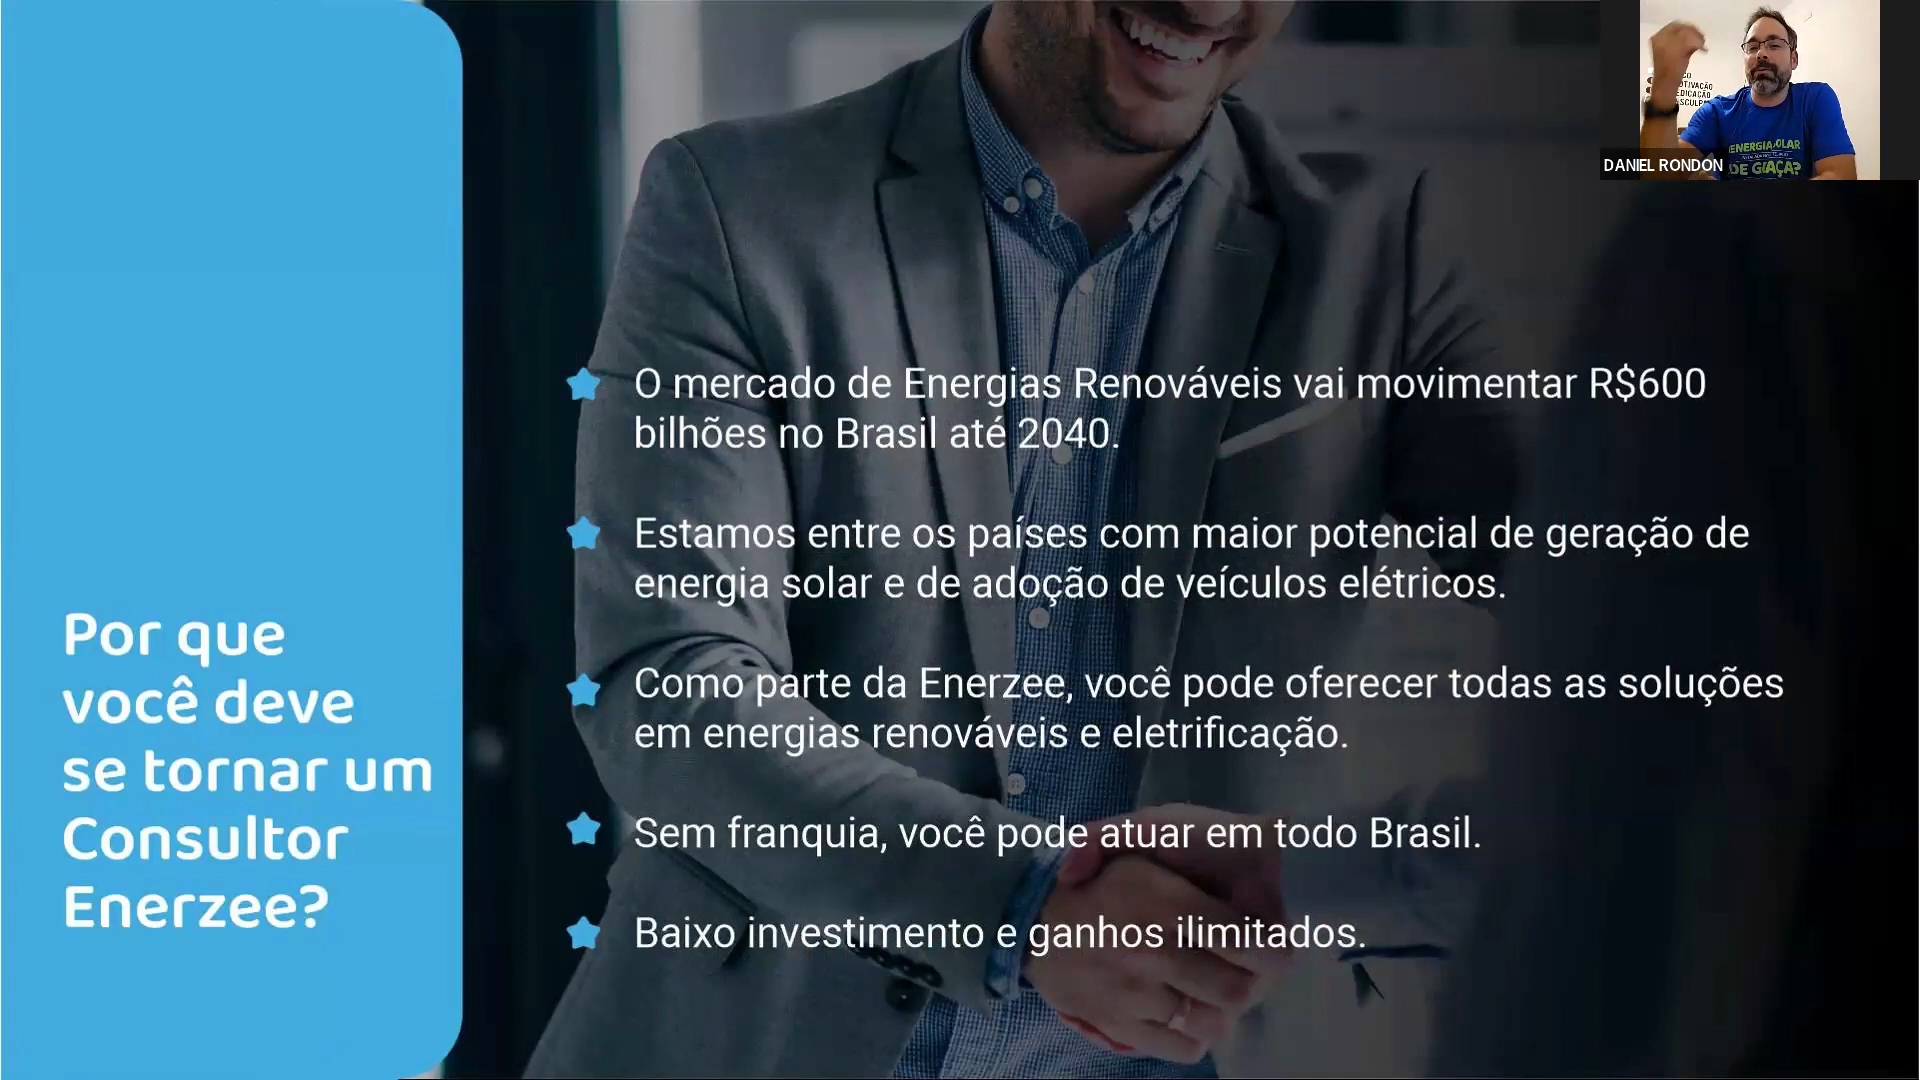 Por que
você deve
se tornar um
Consultor
Enerzee?
O mercado de Energias Renováveis vai movimentar R$600
bilhões no Brasil até 2040.
Estamos entre os países com maior potencial de geração de
energia solar e de adoção de veículos elétricos.
Como parte da Enerzee, você pode oferecer todas as soluções
em energias renováveis e eletrificação.
Sem franquia, você pode atuar em todo Brasil.
Baixo investimento e ganhos ilimitados.
DANIEL RONDON
ENERGIA
DE GRAÇA?